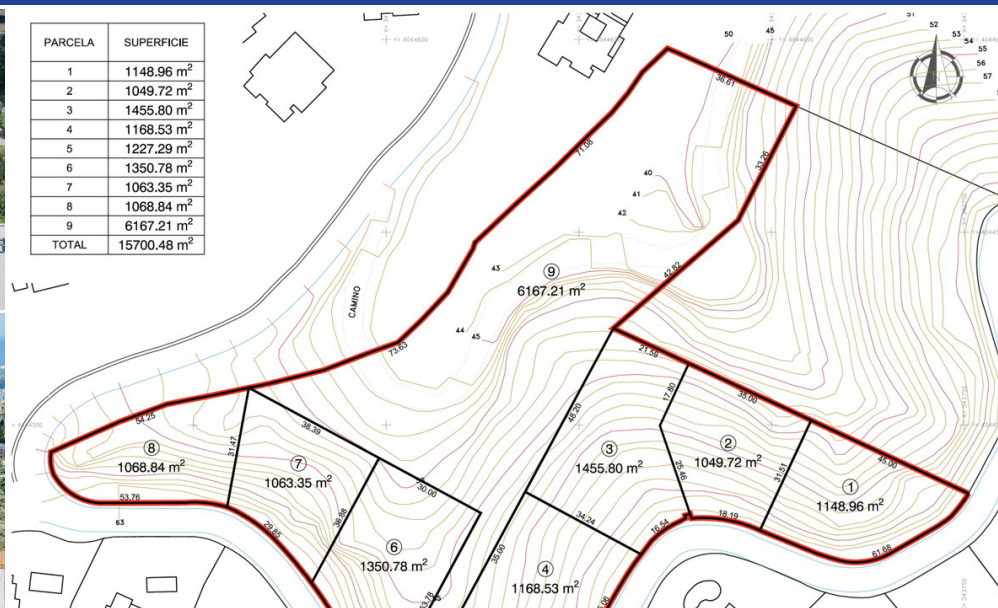 PARCELA SUPERFICIE
1 1148.96 m²
2 1049.72 m²
3 1455.80 m²
4 1168.53 m²
5 1227.29 m²
6 1350.78 m²
7 1063.35 m²
8 1068.84 m²
9 6167.21 m²
TOTAL 15700.48 m²
Y= 4044600
Y= 4044600
50
45
51
52
53
54
55
56
57
36.61
71.08
33.26
40
41
42
43
42.82
9
6167.21 m²
CAMINO
44 45
73.63
21.59
17.80
35.00
54.25
38.39
48.20
31.47
8
1068.84 m²
7
1063.35 m²
3
1455.80 m²
2
1049.72 m²
25.46
31.51
45.00
1
1148.96 m²
30.00
53.76
63
29.85
36.88
34.24
16.54
18.19
61.68
6
1350.78 m²
35.00
4
1168.53 m²